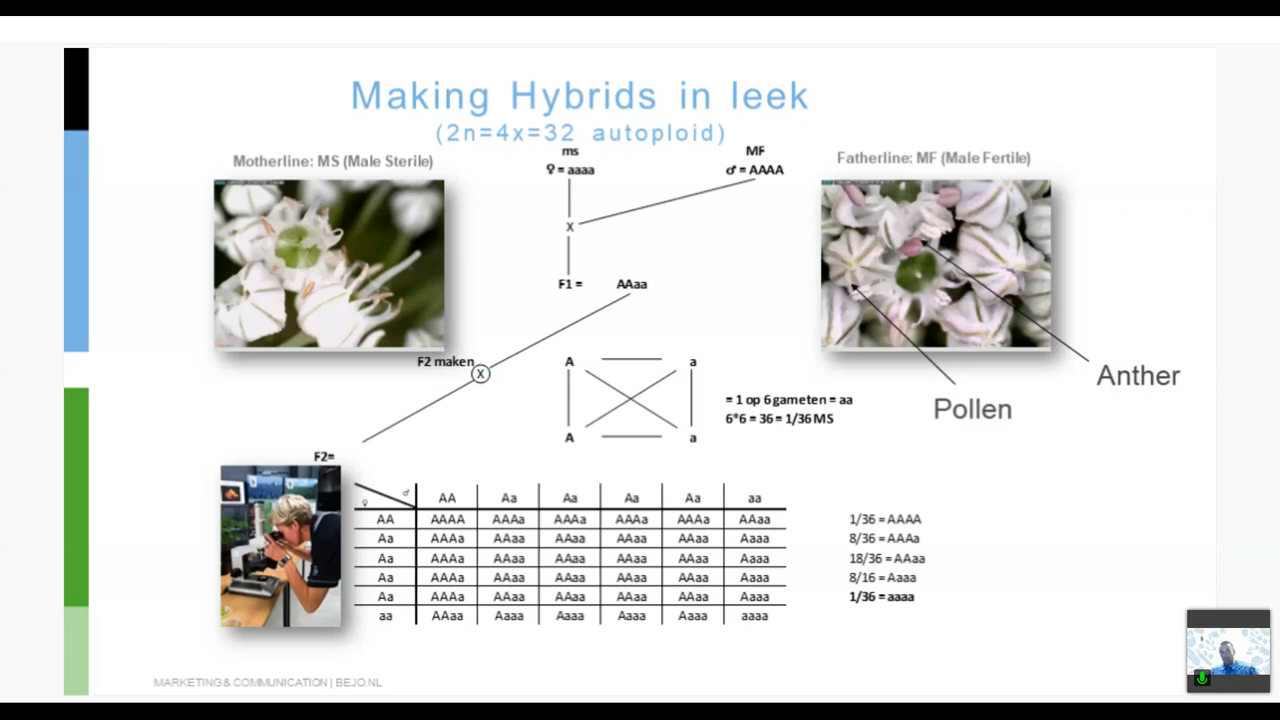 Making Hybrids in leek
(2n=4x=32 autoploid)
Motherline: MS (Male Sterile)
ms
♀ = aaaa
MF
♂ = AAAA
Fatherline: MF (Male Fertile)
X
F1 = AAaa
F2 maken
X
A a
A a
= 1 op 6 gameten = aa
6*6 = 36 = 1/36 MS
Anther
Pollen
F2=
♀ ♂ AA Aa Aa Aa Aa aa
AA AAAA AAAa AAAa AAAa AAAa AAaa
Aa AAAa AAaa AAaa AAaa AAaa Aaaa
Aa AAAa AAaa AAaa AAaa AAaa Aaaa
Aa AAAa AAaa AAaa AAaa AAaa Aaaa
Aa AAAa AAaa AAaa AAaa AAaa Aaaa
aa AAaa Aaaa Aaaa Aaaa Aaaa aaaa
1/36 = AAAA
8/36 = AAAa
18/36 = AAaa
8/16 = Aaaa
1/36 = aaaa
MARKETING & COMMUNICATION | BEJO.NL